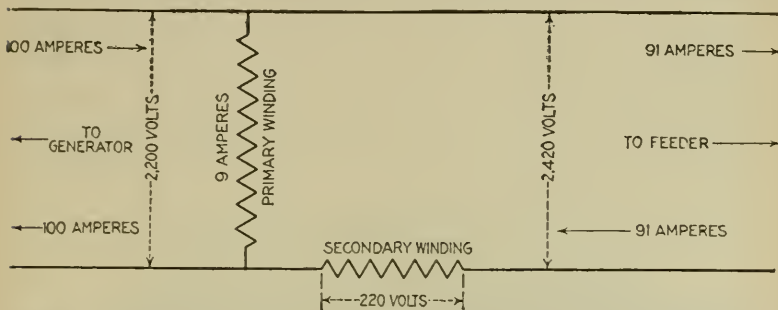 100 AMPERES
91 AMPERES
2,200 VOLTS
9 AMPERES
PRIMARY WINDING
2,420 VOLTS
TO
GENERATOR
TO FEEDER
100 AMPERES
91 AMPERES
SECONDARY WINDING
220 VOLTS